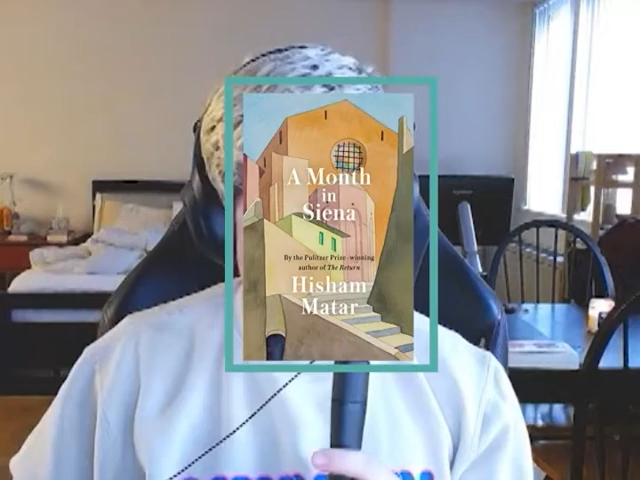 A Month
in
Siena
By the Pulitzer Prize-winning
author of The Return
Hisham
Matar